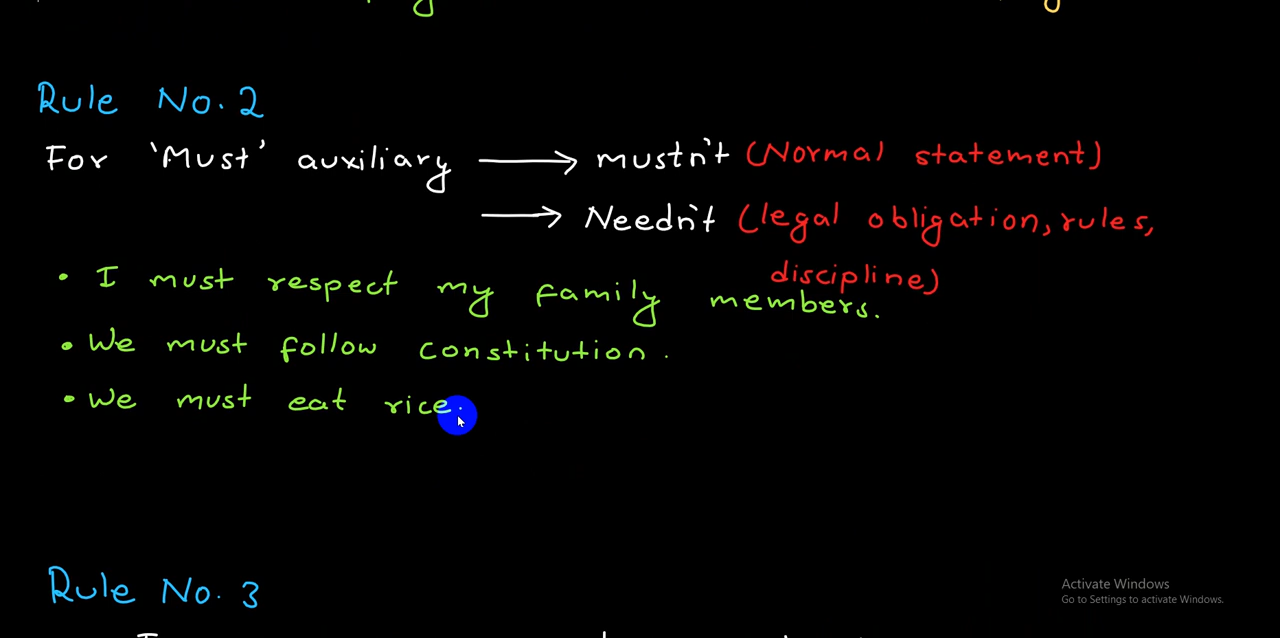 Rule No. 2
For 'Must' auxiliary → mustn't (Normal statement)
→ Needn't (legal obligation, rules,
discipline)
• I must respect my family members.
• We must follow constitution.
• We must eat rice.
Activate Windows
Go to Settings to activate Windows.
Rule No. 3